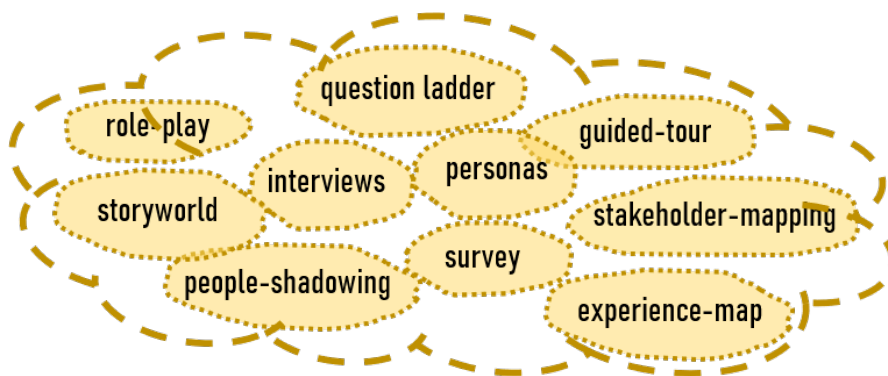 question ladder
role-play
guided-tour
interviews
personas
storyworld
stakeholder-mapping
survey
people-shadowing
experience-map